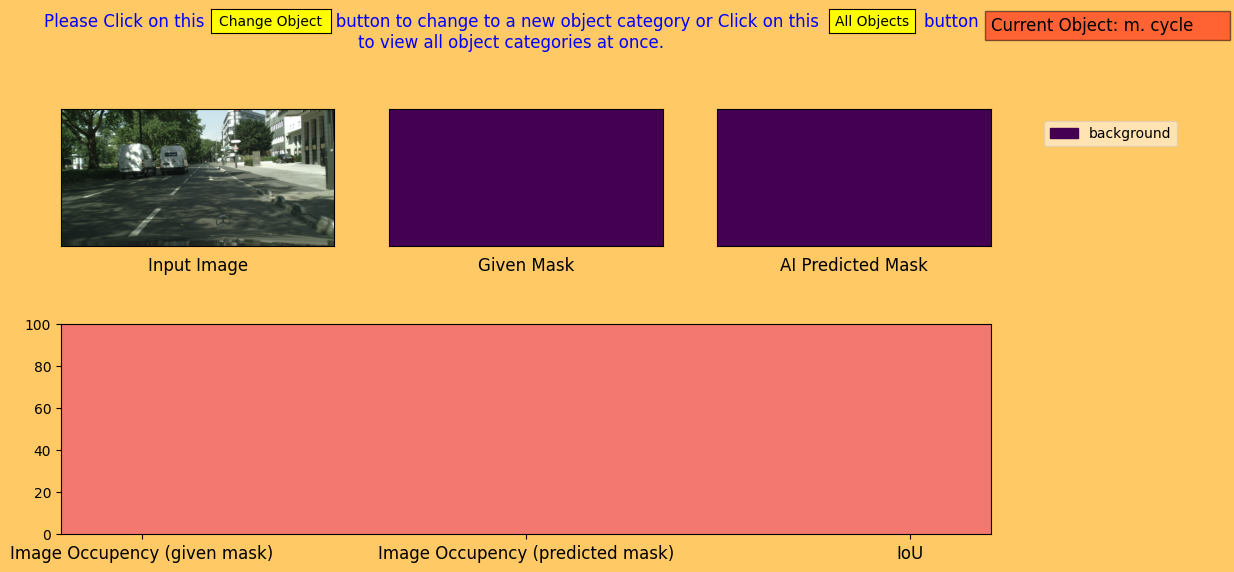 Please Click on this Change Object button to change to a new object category or Click on this All Objects button
to view all object categories at once.
Current Object: m. cycle
background
Input Image
Given Mask
AI Predicted Mask
100
80
60
40
20
0
Image Occupancy (given mask)
Image Occupancy (predicted mask)
IoU